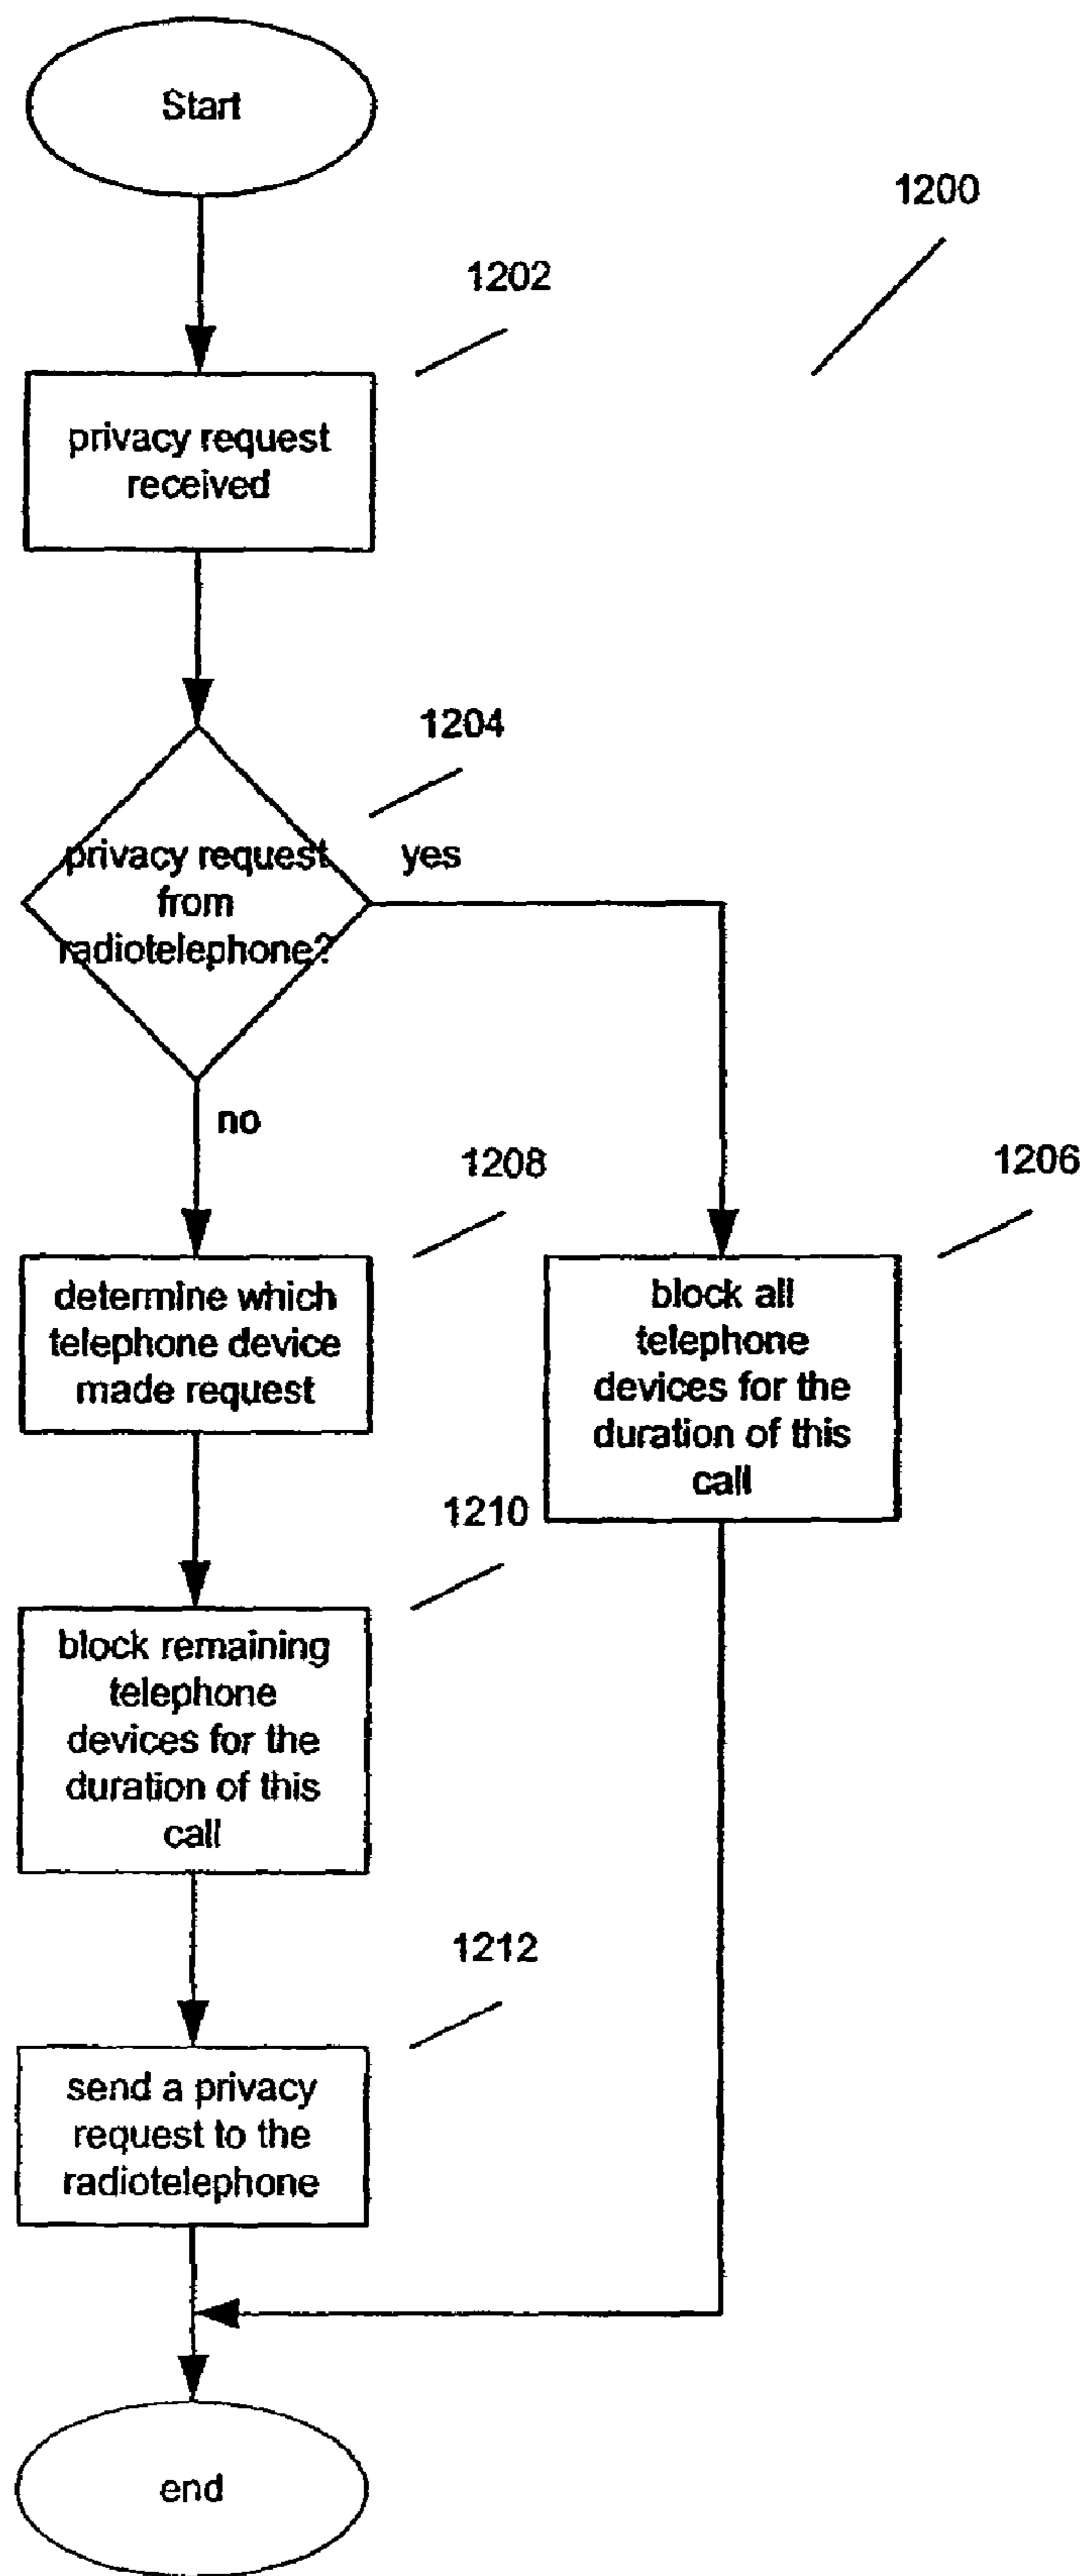 Start
1200
1202
privacy request
received
1204
privacy request
from
radiotelephone?
yes
no
1208
determine which
telephone device
made request
1206
block all
telephone
devices for the
duration of this
call
1210
block remaining
telephone
devices for the
duration of this
call
1212
send a privacy
request to the
radiotelephone
end